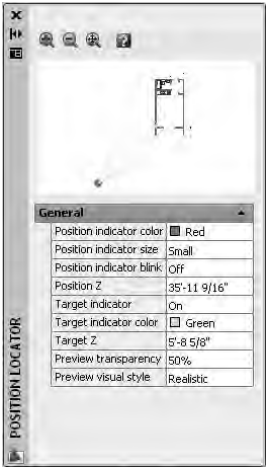 General
Position indicator color Red
Position indicator size Small
Position indicator blink Off
Position Z 35'-11 9/16"
Target indicator On
Target indicator color Green
Target Z 5'-8 5/8"
Preview transparency 50%
Preview visual style Realistic
POSITION LOCATOR